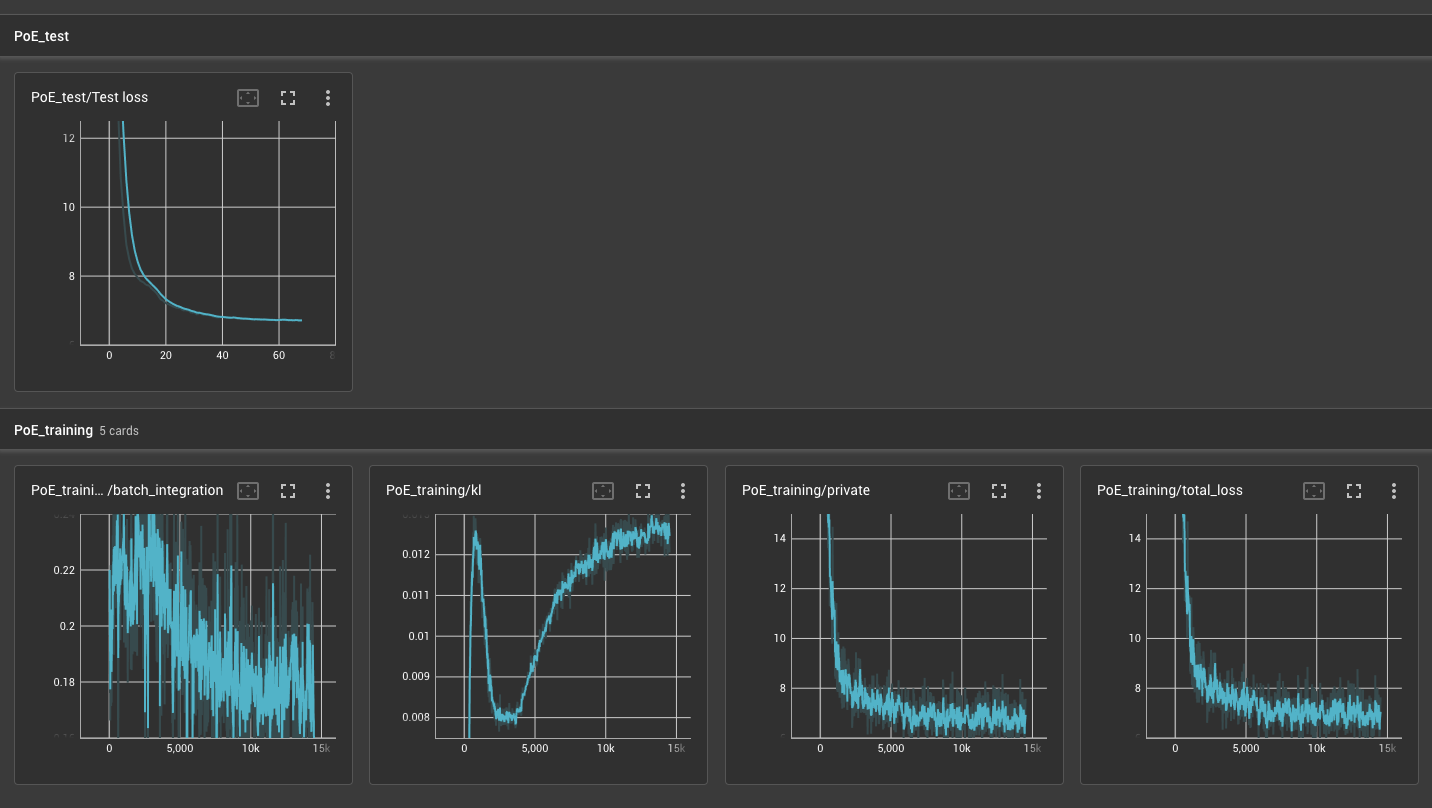 PoE_test
PoE_test/Test loss
12
10
8
0 20 40 60 8
PoE_training 5 cards
PoE_traini... /batch_integration
0.22
0.2
0.18
0 5,000 10k 15k
PoE_training/kl
0.012
0.011
0.01
0.009
0.008
0 5,000 10k 15k
PoE_training/private
14
12
10
8
0 5,000 10k 15k
PoE_training/total_loss
14
12
10
8
0 5,000 10k 15k